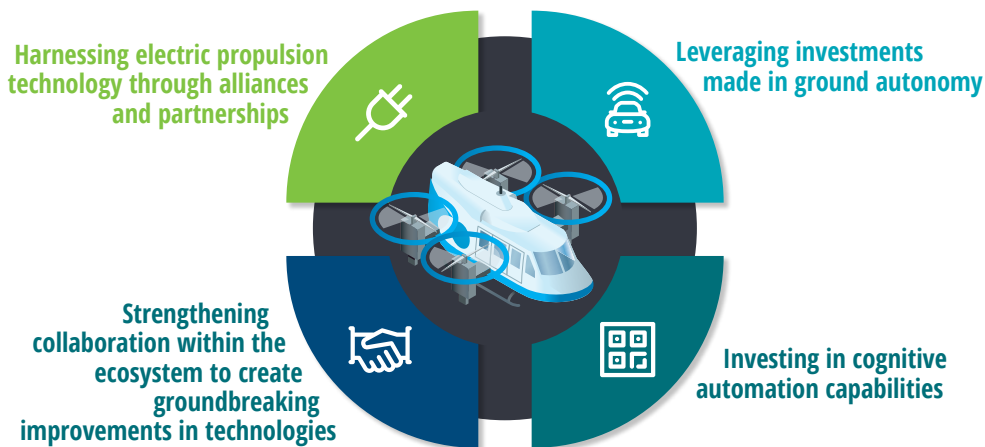 Harnessing electric propulsion
technology through alliances
and partnerships
Leveraging investments
made in ground autonomy
Strengthening
collaboration within the
ecosystem to create
groundbreaking
improvements in technologies
Investing in cognitive
automation capabilities